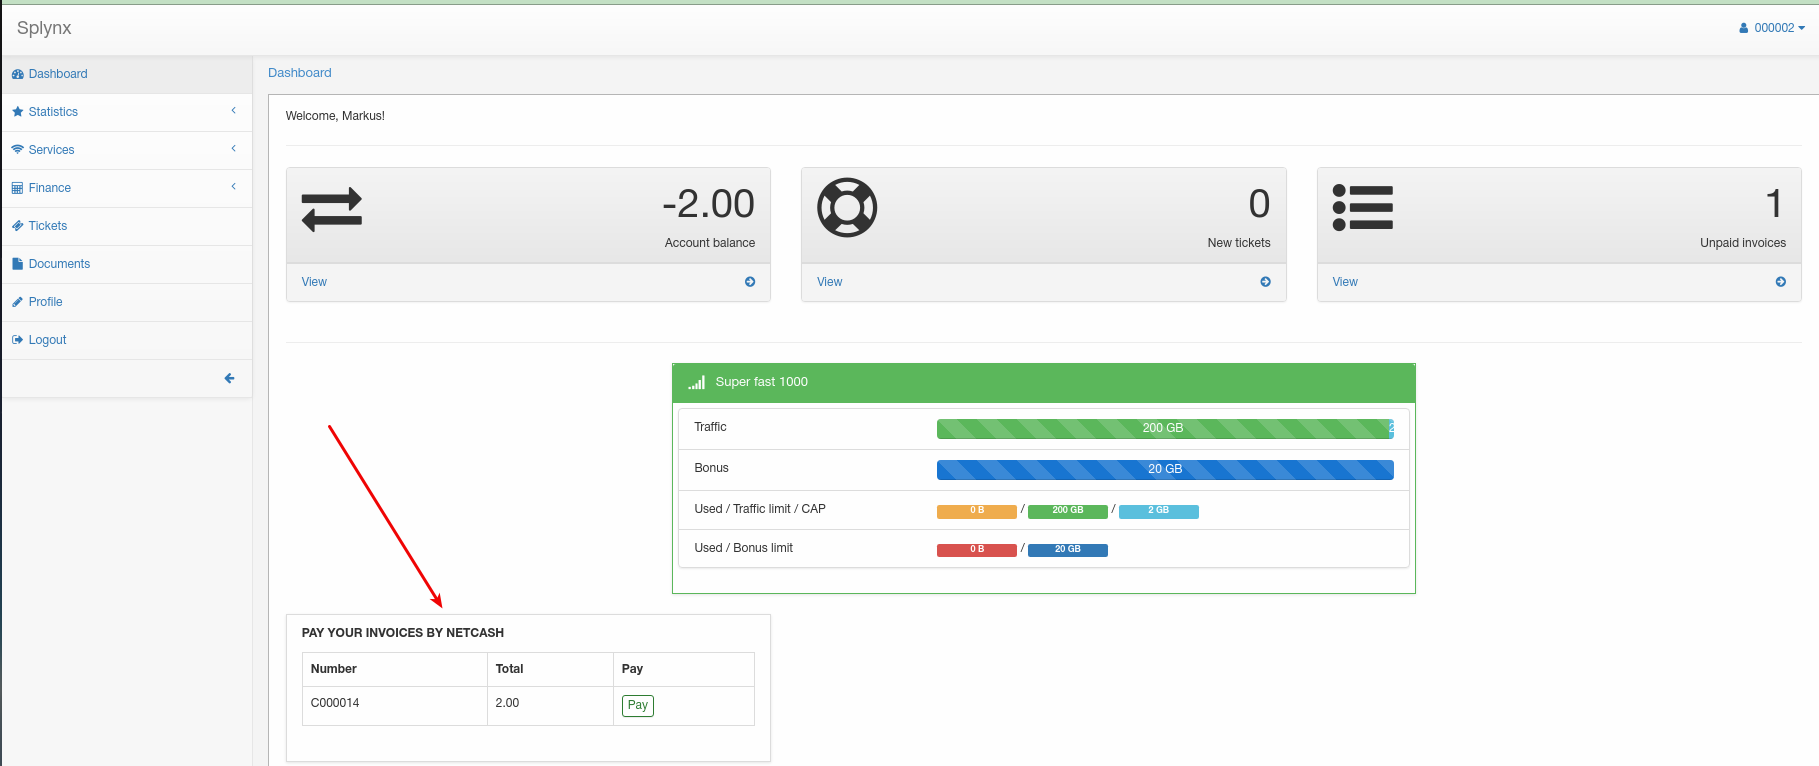 Splynx
000002
Dashboard
Statistics
Services
Finance
Tickets
Documents
Profile
Logout
Dashboard
Welcome, Markus!
-2.00
Account balance
View
0
New tickets
View
1
Unpaid invoices
View
Super fast 1000
Traffic 200 GB 2
Bonus 20 GB
Used / Traffic limit / CAP 0 B / 200 GB / 2 GB
Used / Bonus limit 0 B / 20 GB
PAY YOUR INVOICES BY NETCASH
Number Total Pay
C000014 2.00 Pay